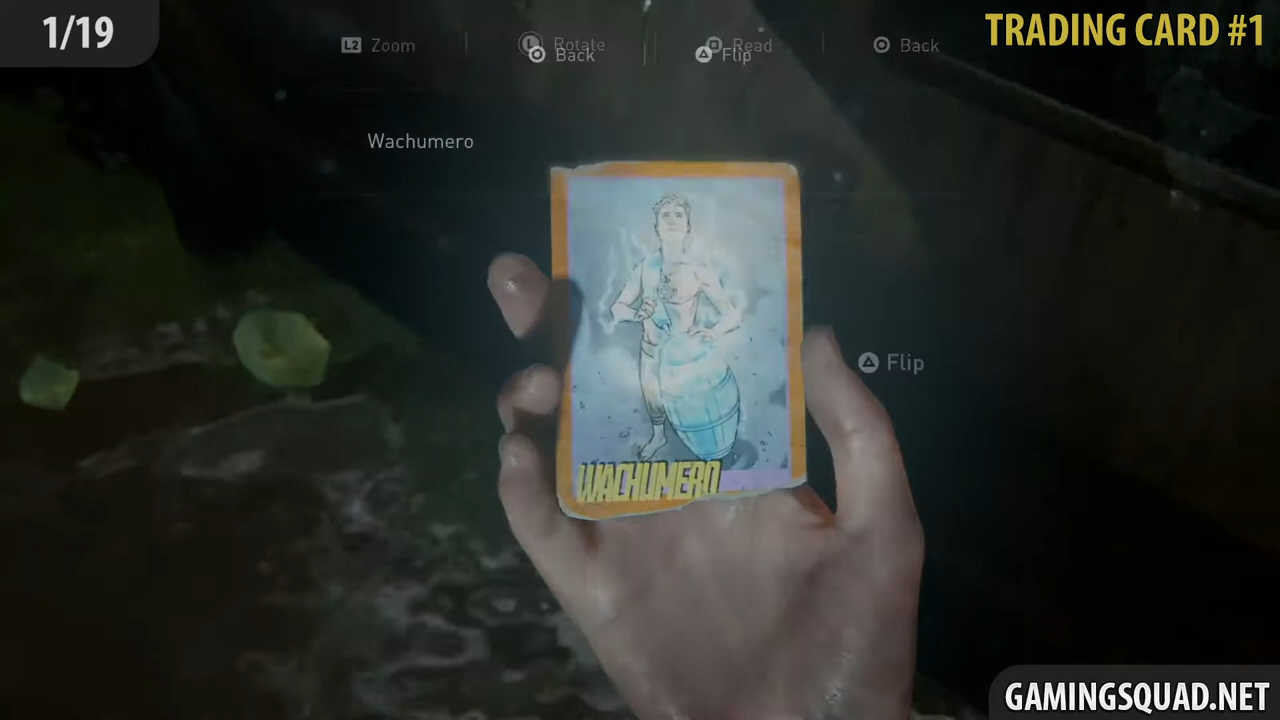 1/19
TRADING CARD #1
L2 Zoom
L Rotate
Read
Back
Back
Flip
Wachumero
Flip
WACHUMERO
GAMINGSQUAD.NET